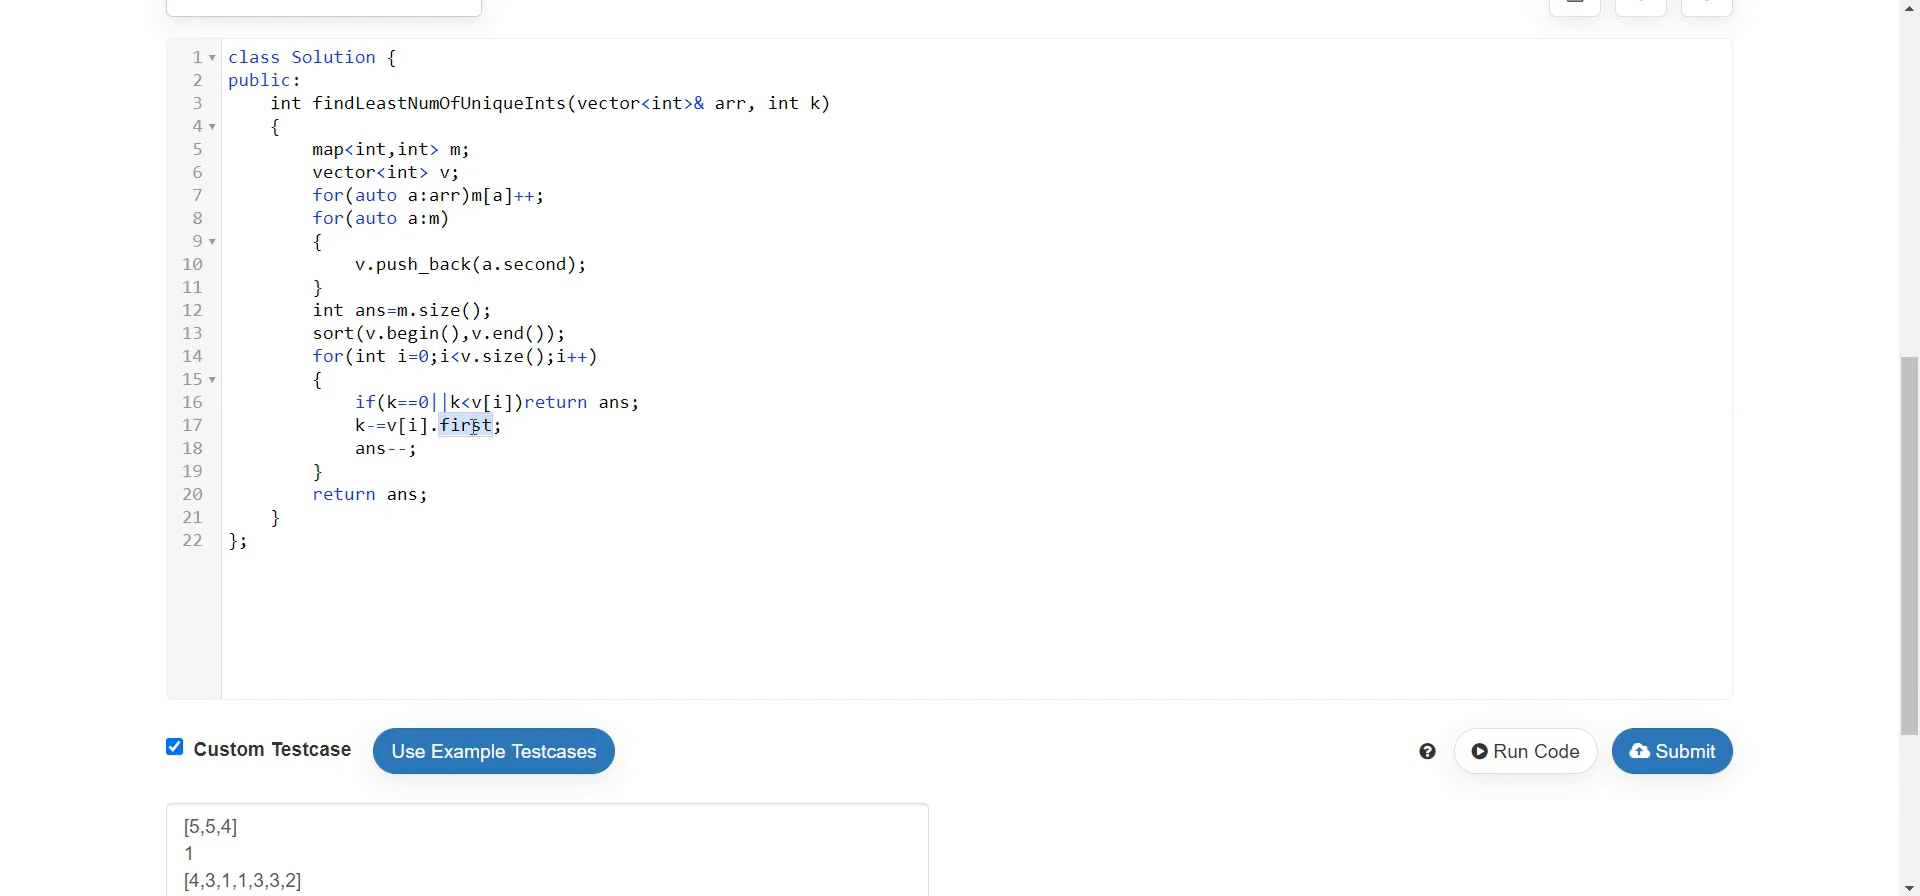 1 class Solution {
2 public:
3     int findLeastNumOfUniqueInts(vector<int>& arr, int k)
4     {
5         map<int,int> m;
6         vector<int> v;
7         for(auto a:arr)m[a]++;
8         for(auto a:m)
9         {
10             v.push_back(a.second);
11         }
12         int ans=m.size();
13         sort(v.begin(),v.end());
14         for(int i=0;i<v.size();i++)
15         {
16             if(k==0||k<v[i])return ans;
17             k-=v[i].first;
18             ans--;
19         }
20         return ans;
21     }
22 };
Custom Testcase Use Example Testcases ? Run Code Submit
[5,5,4]
1
[4,3,1,1,3,3,2]